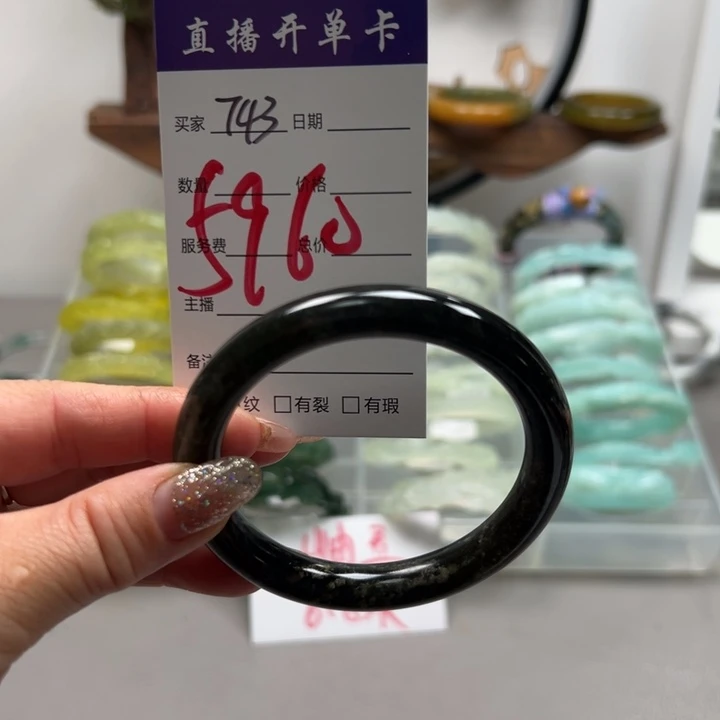 直播开单卡
买家 743 日期
数量 价格
5960
服务费 总价
主播
备注
纹 □有裂 □有瑕